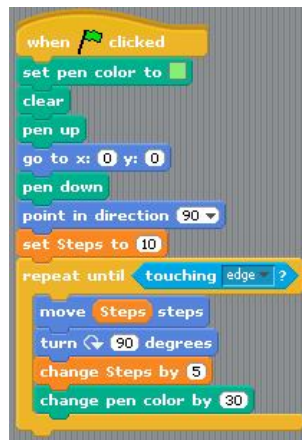 when clicked
set pen color to
clear
pen up
go to x: 0 y: 0
pen down
point in direction 90
set Steps to 10
repeat until touching edge ?
move Steps steps
turn 90 degrees
change Steps by 5
change pen color by 30